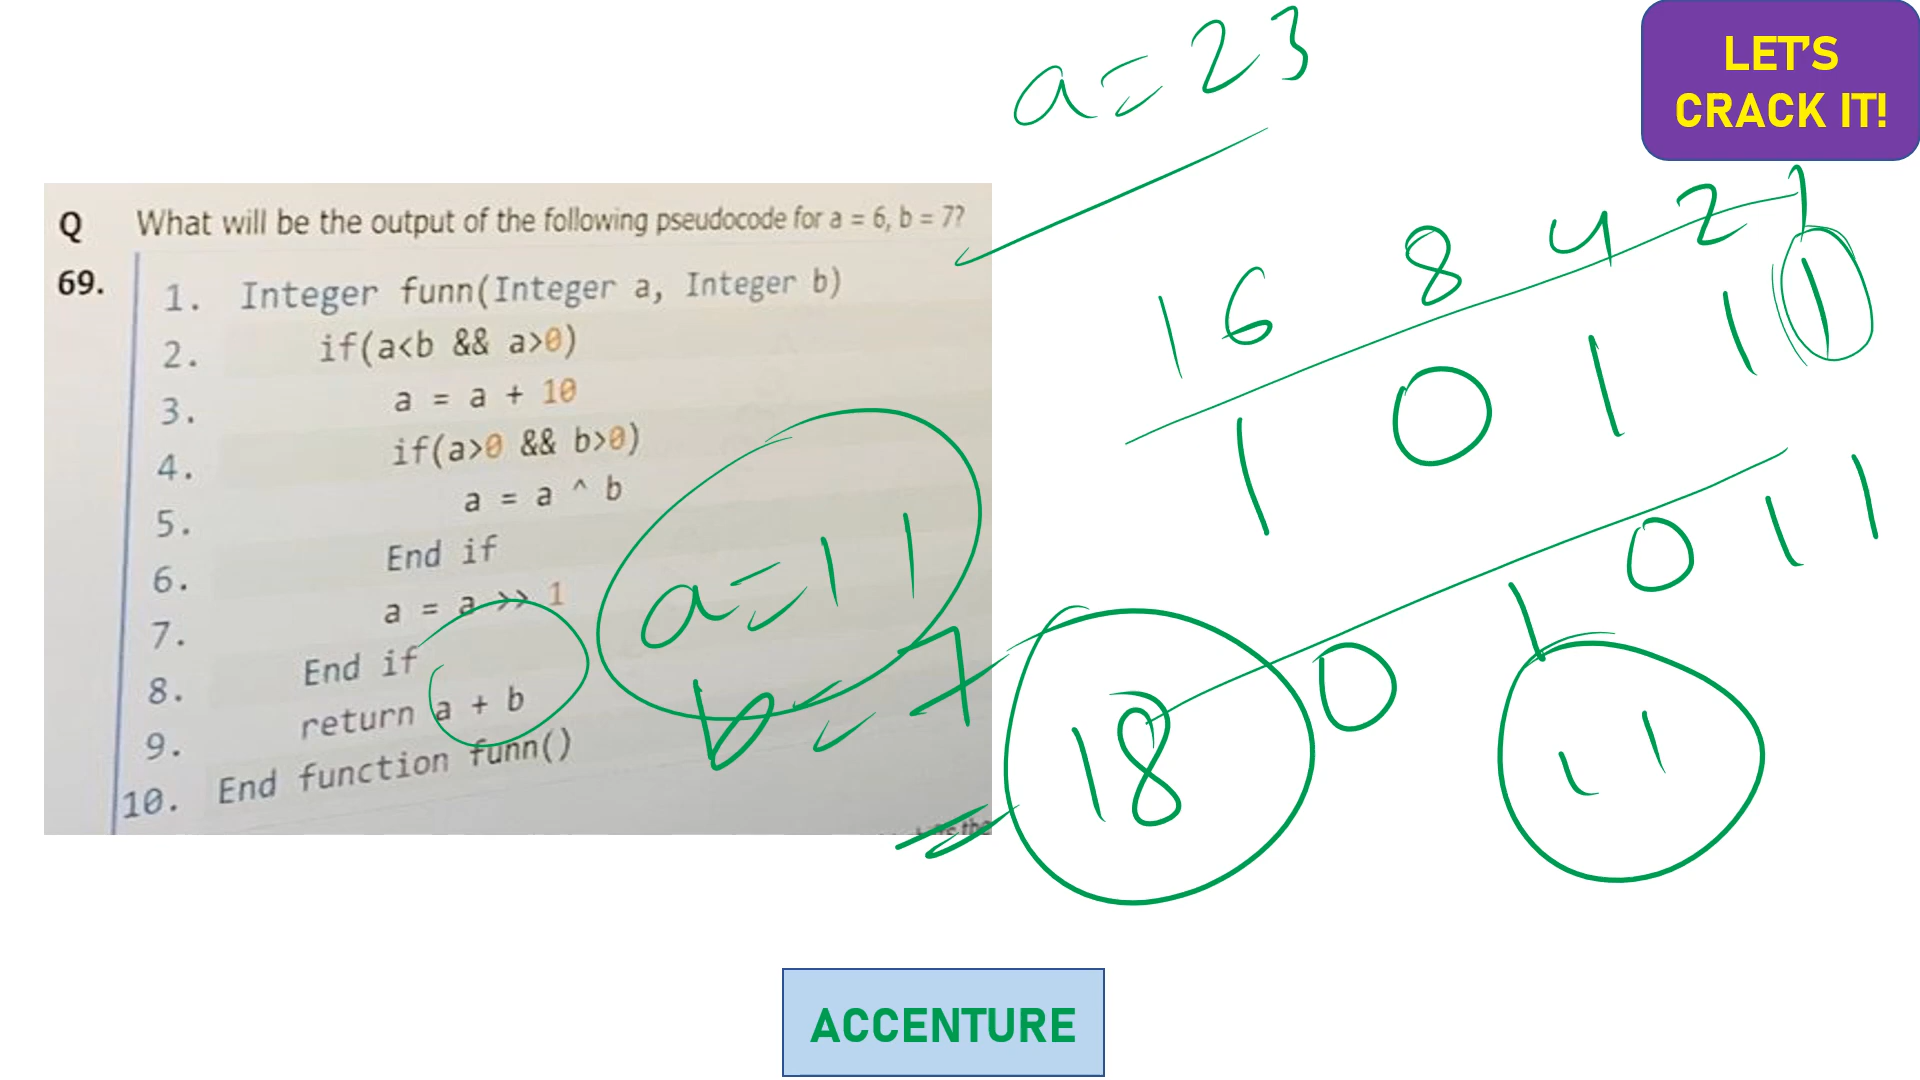 LET'S
CRACK IT!
a = 23
Q What will be the output of the following pseudocode for a = 6, b = 7?
69.
1. Integer funn(Integer a, Integer b)
2. if(a<b && a>0)
3. a = a + 10
4. if(a>0 && b>0)
5. a = a ^ b
6. End if
7. a = a >> 1
8. End if
9. return a + b
10. End function funn()
16 8 4 2 1
1 0 1 1 1
0 1 0 1 1
a = 11
b = 7
= 18
11
ACCENTURE